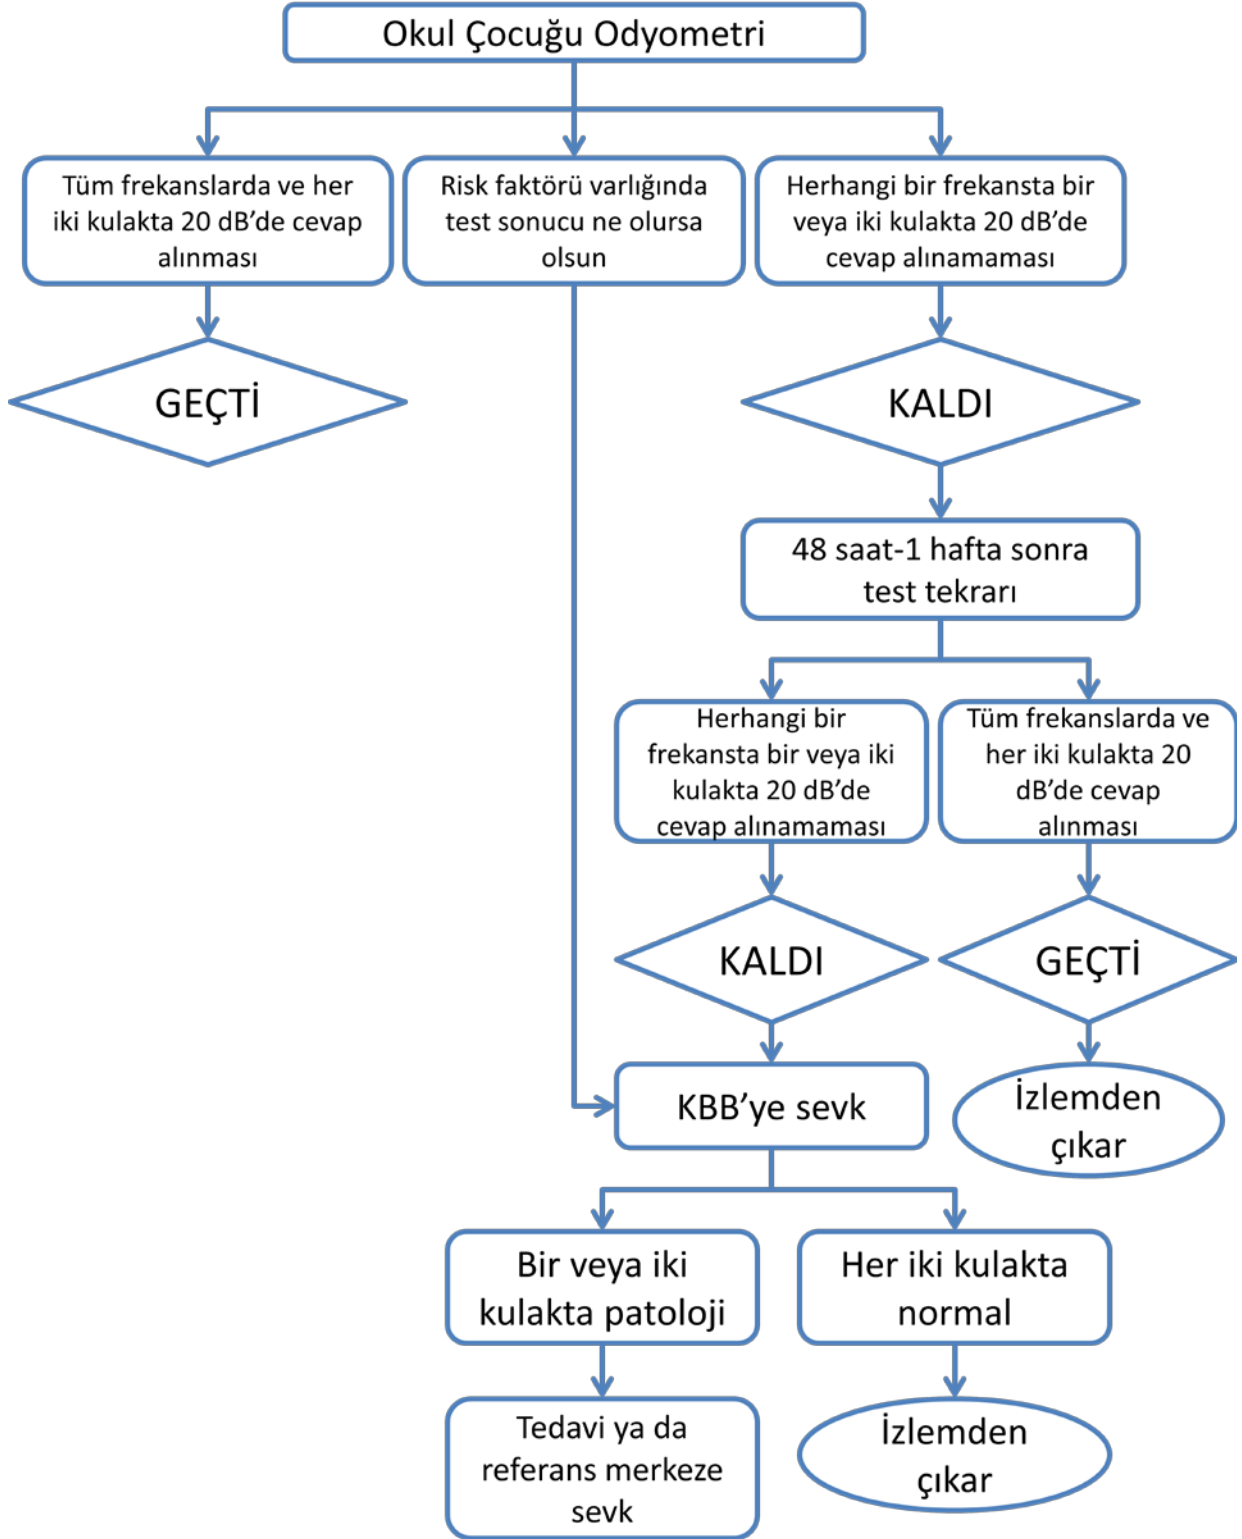 Okul Çocuğu Odyometri
Tüm frekanslarda ve her
iki kulakta 20 dB’de cevap
alınması
Risk faktörü varlığında
test sonucu ne olursa
olsun
Herhangi bir frekansta bir
veya iki kulakta 20 dB’de
cevap alınamaması
GEÇTİ
KALDI
48 saat-1 hafta sonra
test tekrarı
Herhangi bir
frekansta bir veya iki
kulakta 20 dB’de
cevap alınamaması
Tüm frekanslarda ve
her iki kulakta 20
dB’de cevap
alınması
KALDI
GEÇTİ
KBB’ye sevk
İzlemden
çıkar
Bir veya iki
kulakta patoloji
Her iki kulakta
normal
Tedavi ya da
referans merkeze
sevk
İzlemden
çıkar